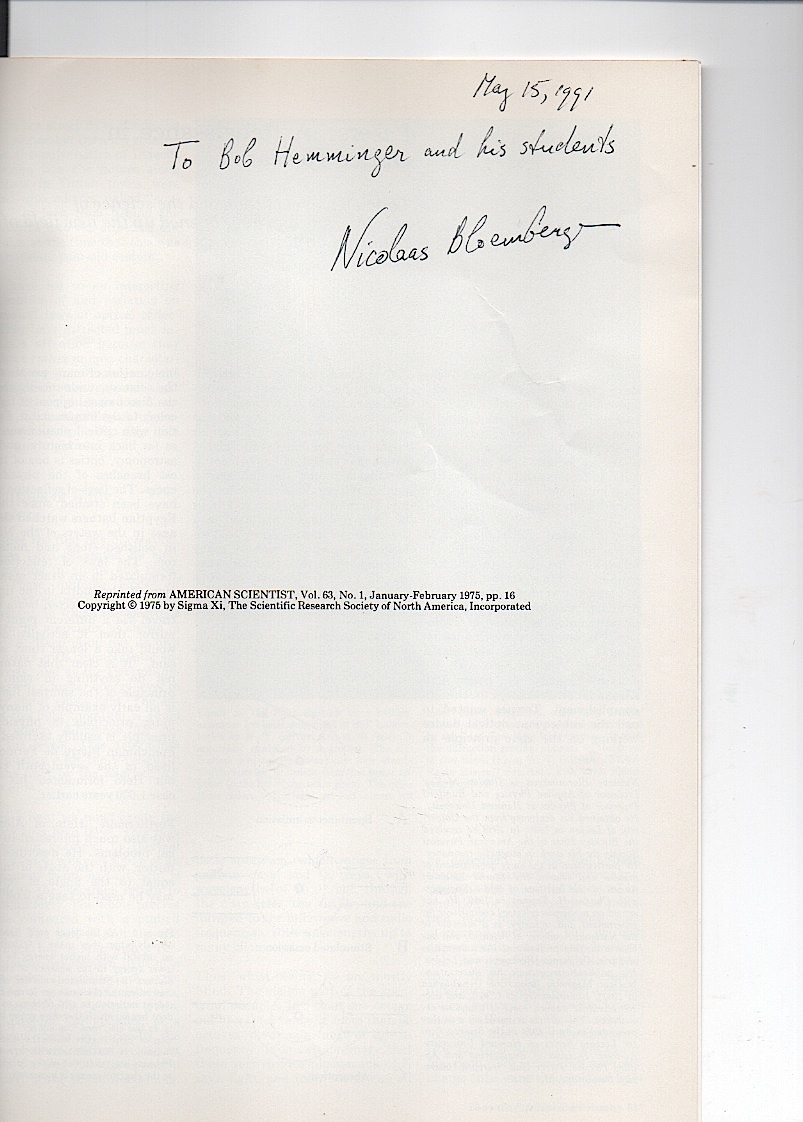 May 15, 1991
To Bob Hemminger and his students
Nicolaas Bloembergen
Reprinted from AMERICAN SCIENTIST, Vol. 63, No. 1, January-February 1975, pp. 16
Copyright © 1975 by Sigma Xi, The Scientific Research Society of North America, Incorporated